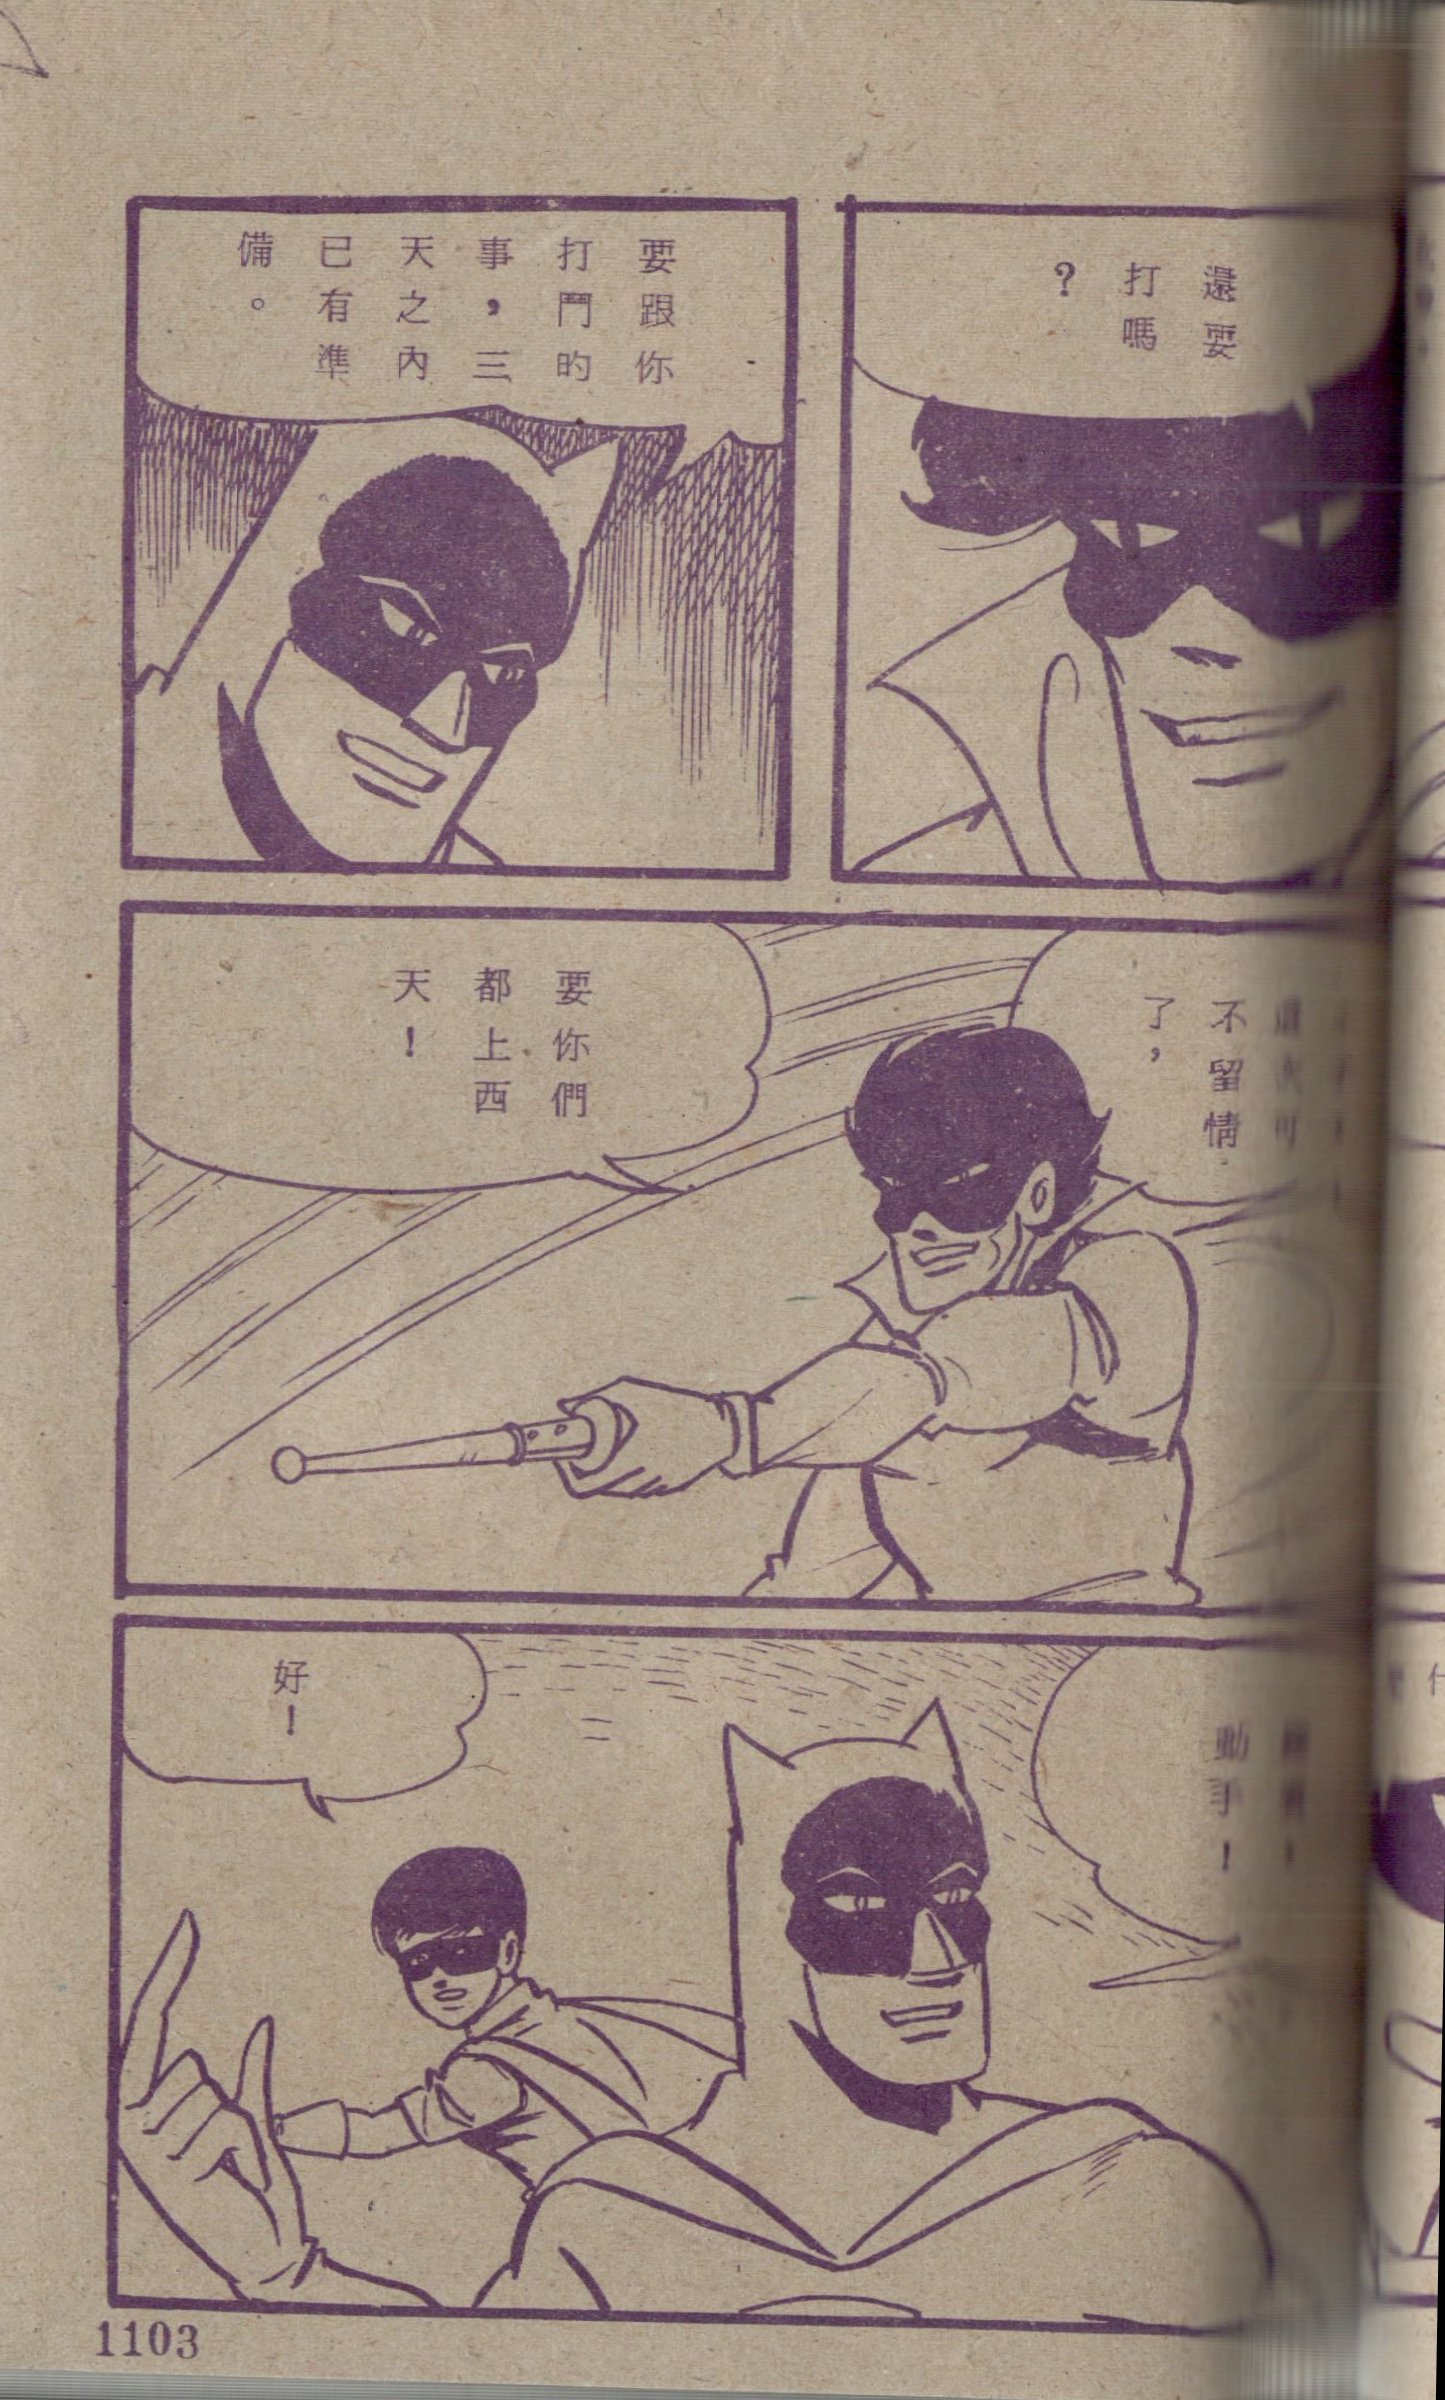 還要
打嗎
？
要跟你
打鬥的
事，三
天之內
已有準
備。
不留情
了，
要你們
都上西
天！
動手！
好！
1103